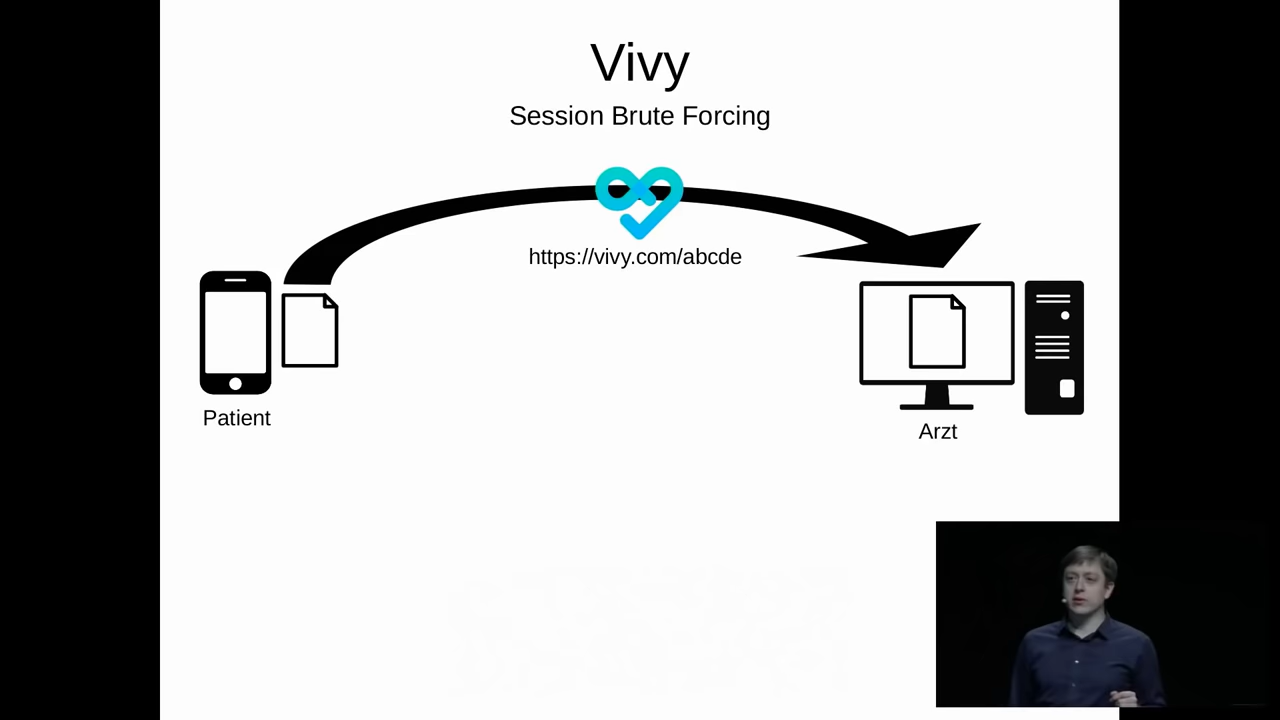 Vivy
Session Brute Forcing
https://vivy.com/abcde
Patient
Arzt